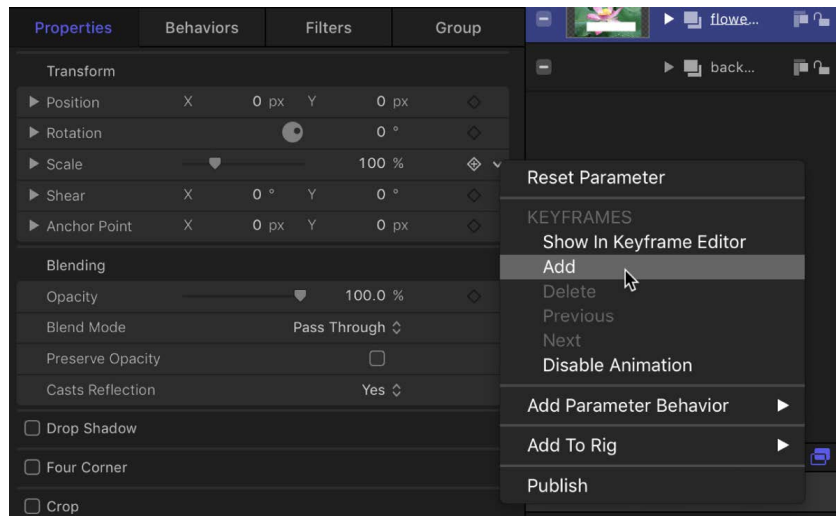 Properties Behaviors Filters Group
flowe...
back...
Transform
Position X 0 px Y 0 px
Rotation 0 °
Scale 100 %
Shear X 0 ° Y 0 °
Anchor Point X 0 px Y 0 px
Blending
Opacity 100.0 %
Blend Mode Pass Through
Preserve Opacity
Casts Reflection Yes
Drop Shadow
Four Corner
Crop
Reset Parameter
KEYFRAMES
Show In Keyframe Editor
Add
Delete
Previous
Next
Disable Animation
Add Parameter Behavior
Add To Rig
Publish